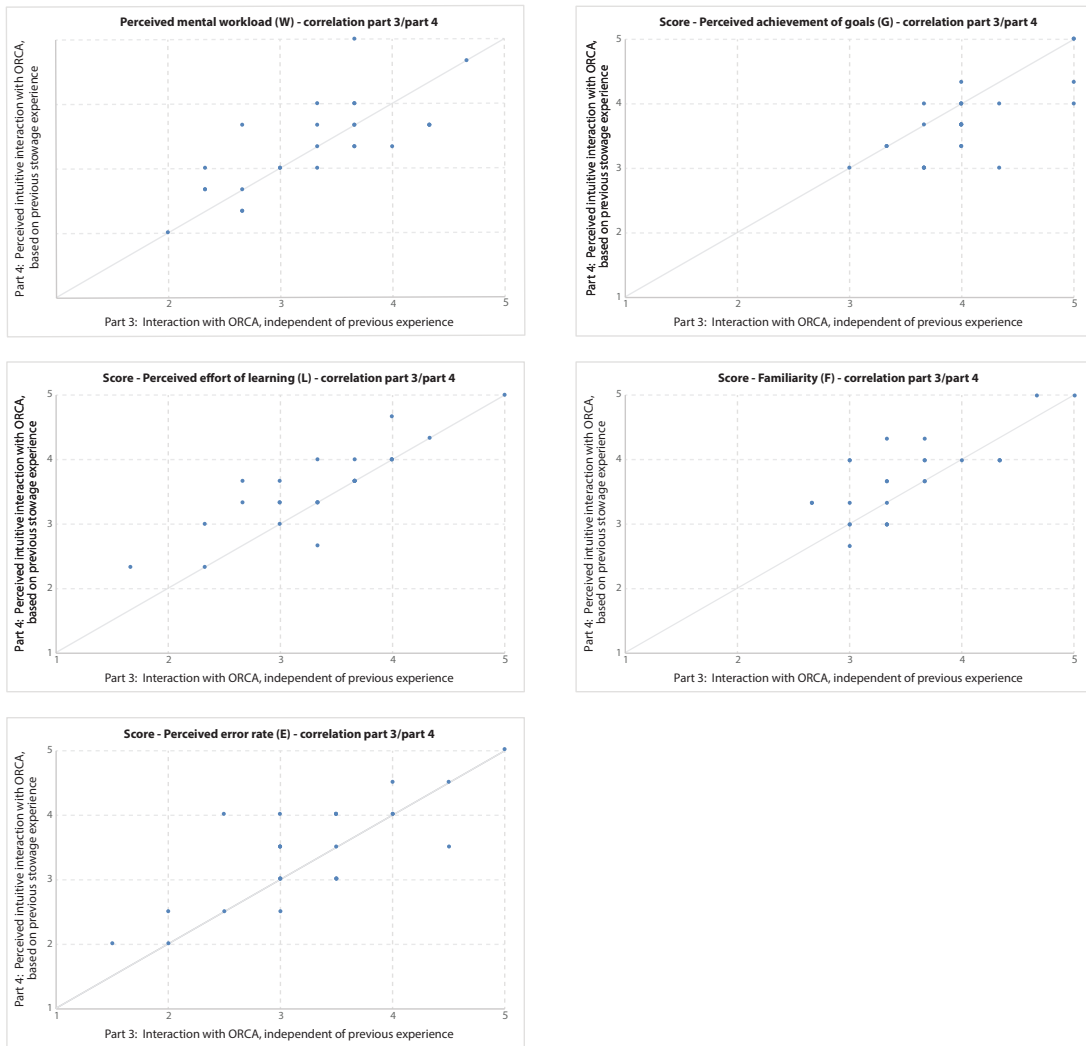 Perceived mental workload (W) - correlation part 3/part 4
Part 4:  Perceived intuitive interaction with ORCA,
based on previous stowage experience
2
3
4
5
Part 3:  Interaction with ORCA, independent of previous experience
Score - Perceived achievement of goals (G) - correlation part 3/part 4
Part 4:  Perceived intuitive interaction with ORCA,
based on previous stowage experience
5
4
3
2
1
1
2
3
4
5
Part 3:  Interaction with ORCA, independent of previous experience
Score - Perceived effort of learning (L) - correlation part 3/part 4
Part 4:  Perceived intuitive interaction with ORCA,
based on previous stowage experience
5
4
3
2
1
1
2
3
4
5
Part 3:  Interaction with ORCA, independent of previous experience
Score - Familiarity (F) - correlation part 3/part 4
Part 4:  Perceived intuitive interaction with ORCA,
based on previous stowage experience
5
4
3
2
1
1
2
3
4
5
Part 3:  Interaction with ORCA, independent of previous experience
Score - Perceived error rate (E) - correlation part 3/part 4
Part 4:  Perceived intuitive interaction with ORCA,
based on previous stowage experience
5
4
3
2
1
1
2
3
4
5
Part 3:  Interaction with ORCA, independent of previous experience